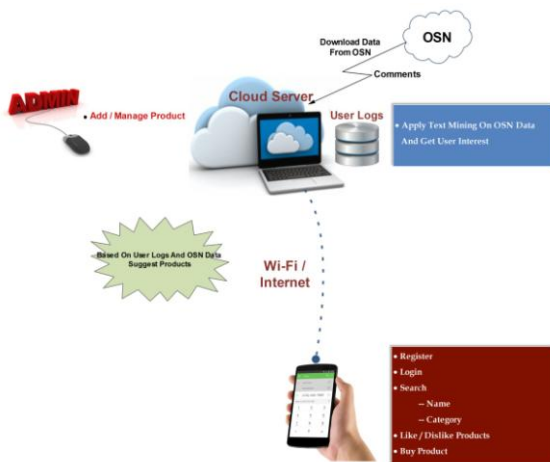 OSN
Download Data
From OSN
Comments
ADMIN
• Add / Manage Product
Cloud Server
User Logs
• Apply Text Mining On OSN Data
And Get User Interest
Based On User Logs And OSN Data
Suggest Products
Wi-Fi /
Internet
• Register
• Login
• Search
– Name
– Category
• Like / Dislike Products
• Buy Product